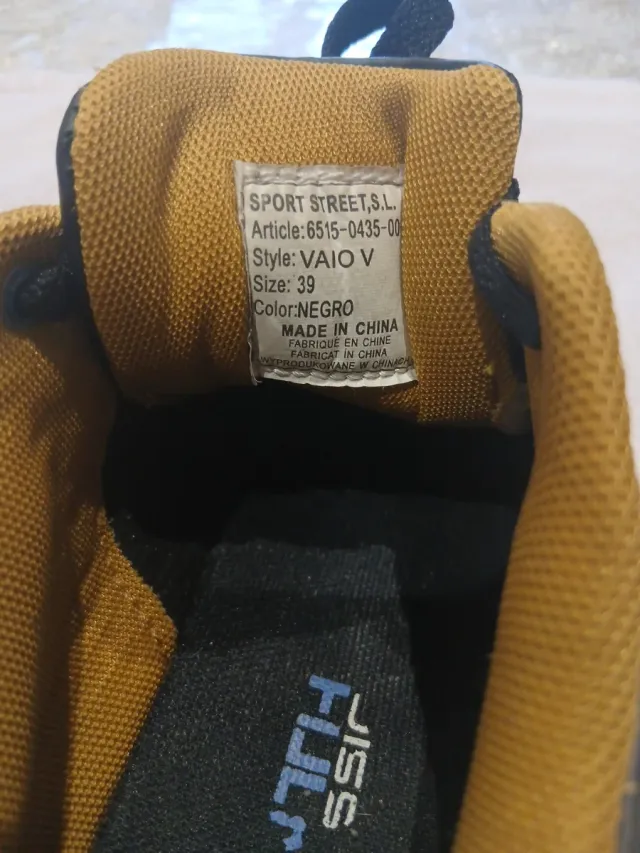 SPORT STREET,S.L.
Article:6515-0435-00
Style: VAIO V
Size: 39
Color:NEGRO
MADE IN CHINA
FABRIQUE EN CHINE
FABRICAT IN CHINA
WYPRODUKOWANE W CHINACH